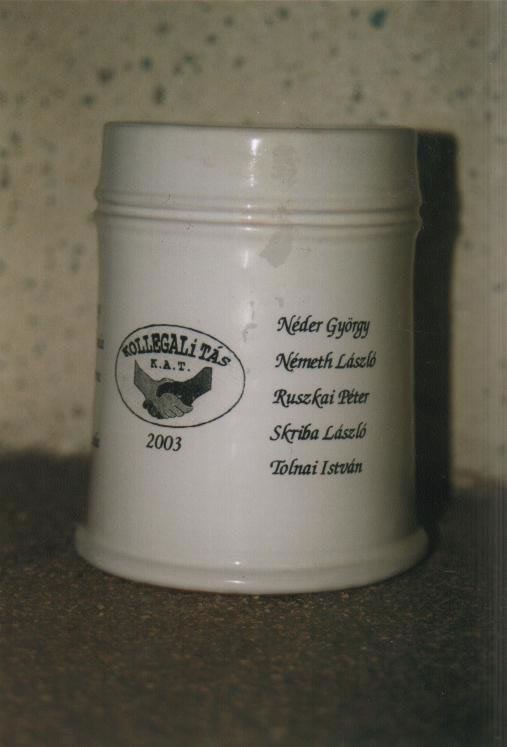 KOLLEGALiTÁS
K.A.T.
2003
Néder György
Németh László
Ruszkai Péter
Skriba László
Tolnai István